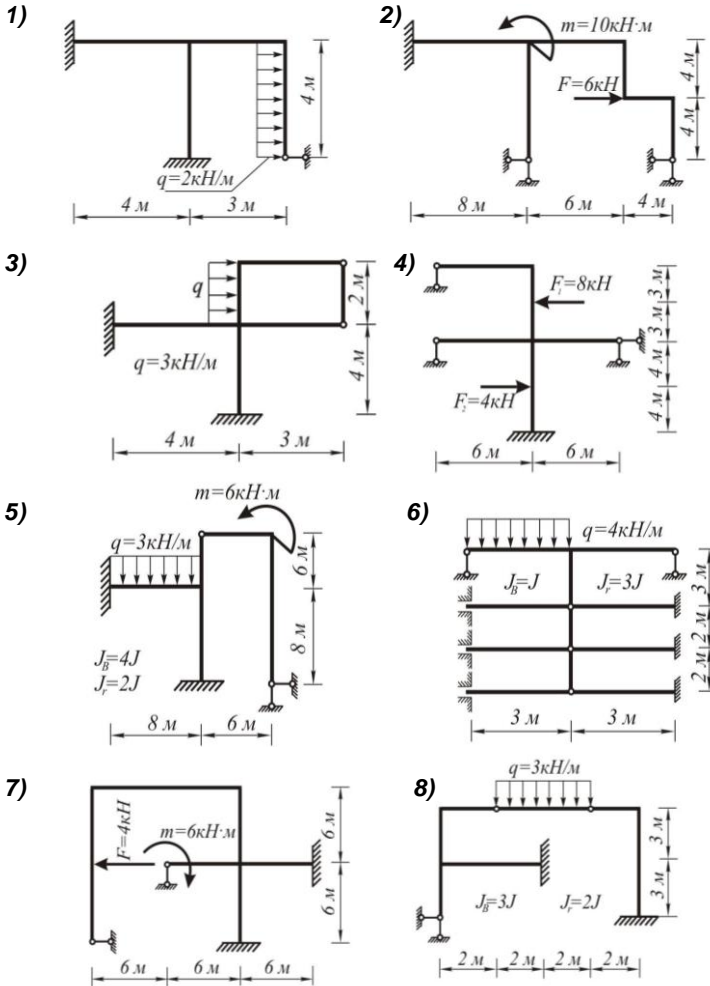 1)
4 м
q=2кН/м
4 м
3 м
2)
m=10кН·м
F=6кН
4 м
4 м
8 м
6 м
4 м
3)
q
q=3кН/м
2 м
4 м
4 м
3 м
4)
F₁=8кН
F₂=4кН
3 м
3 м
4 м
4 м
6 м
6 м
5)
m=6кН·м
q=3кН/м
J_B=4J
J_r=2J
6 м
8 м
8 м
6 м
6)
q=4кН/м
J_B=J
J_r=3J
3 м
2 м
2 м
3 м
3 м
7)
F=4кН
m=6кН·м
6 м
6 м
6 м
6 м
6 м
8)
q=3кН/м
J_B=3J
J_r=2J
3 м
3 м
2 м
2 м
2 м
2 м